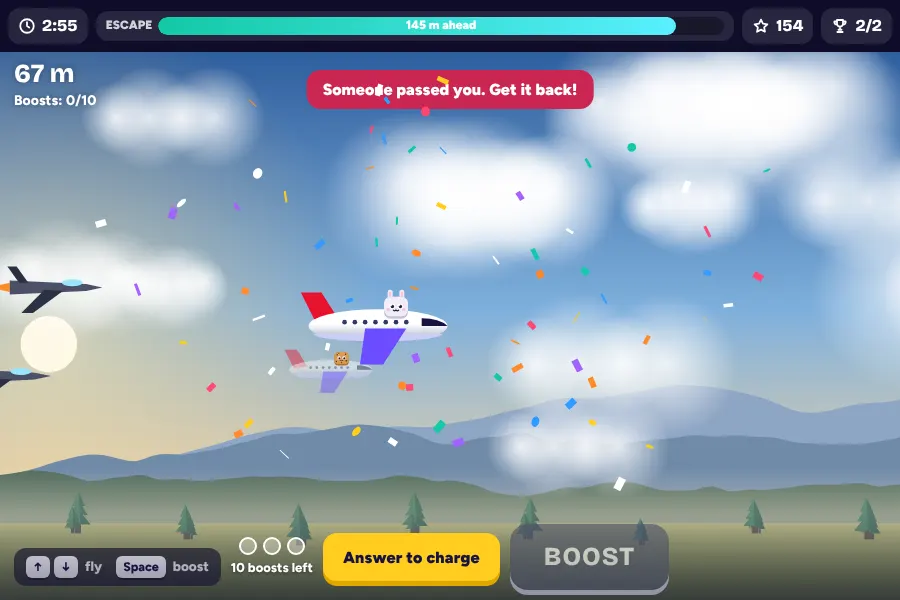 2:55
ESCAPE
145 m ahead
154
2/2
67 m
Boosts: 0/10
Someone passed you. Get it back!
↑ ↓ fly Space boost
10 boosts left
Answer to charge
BOOST